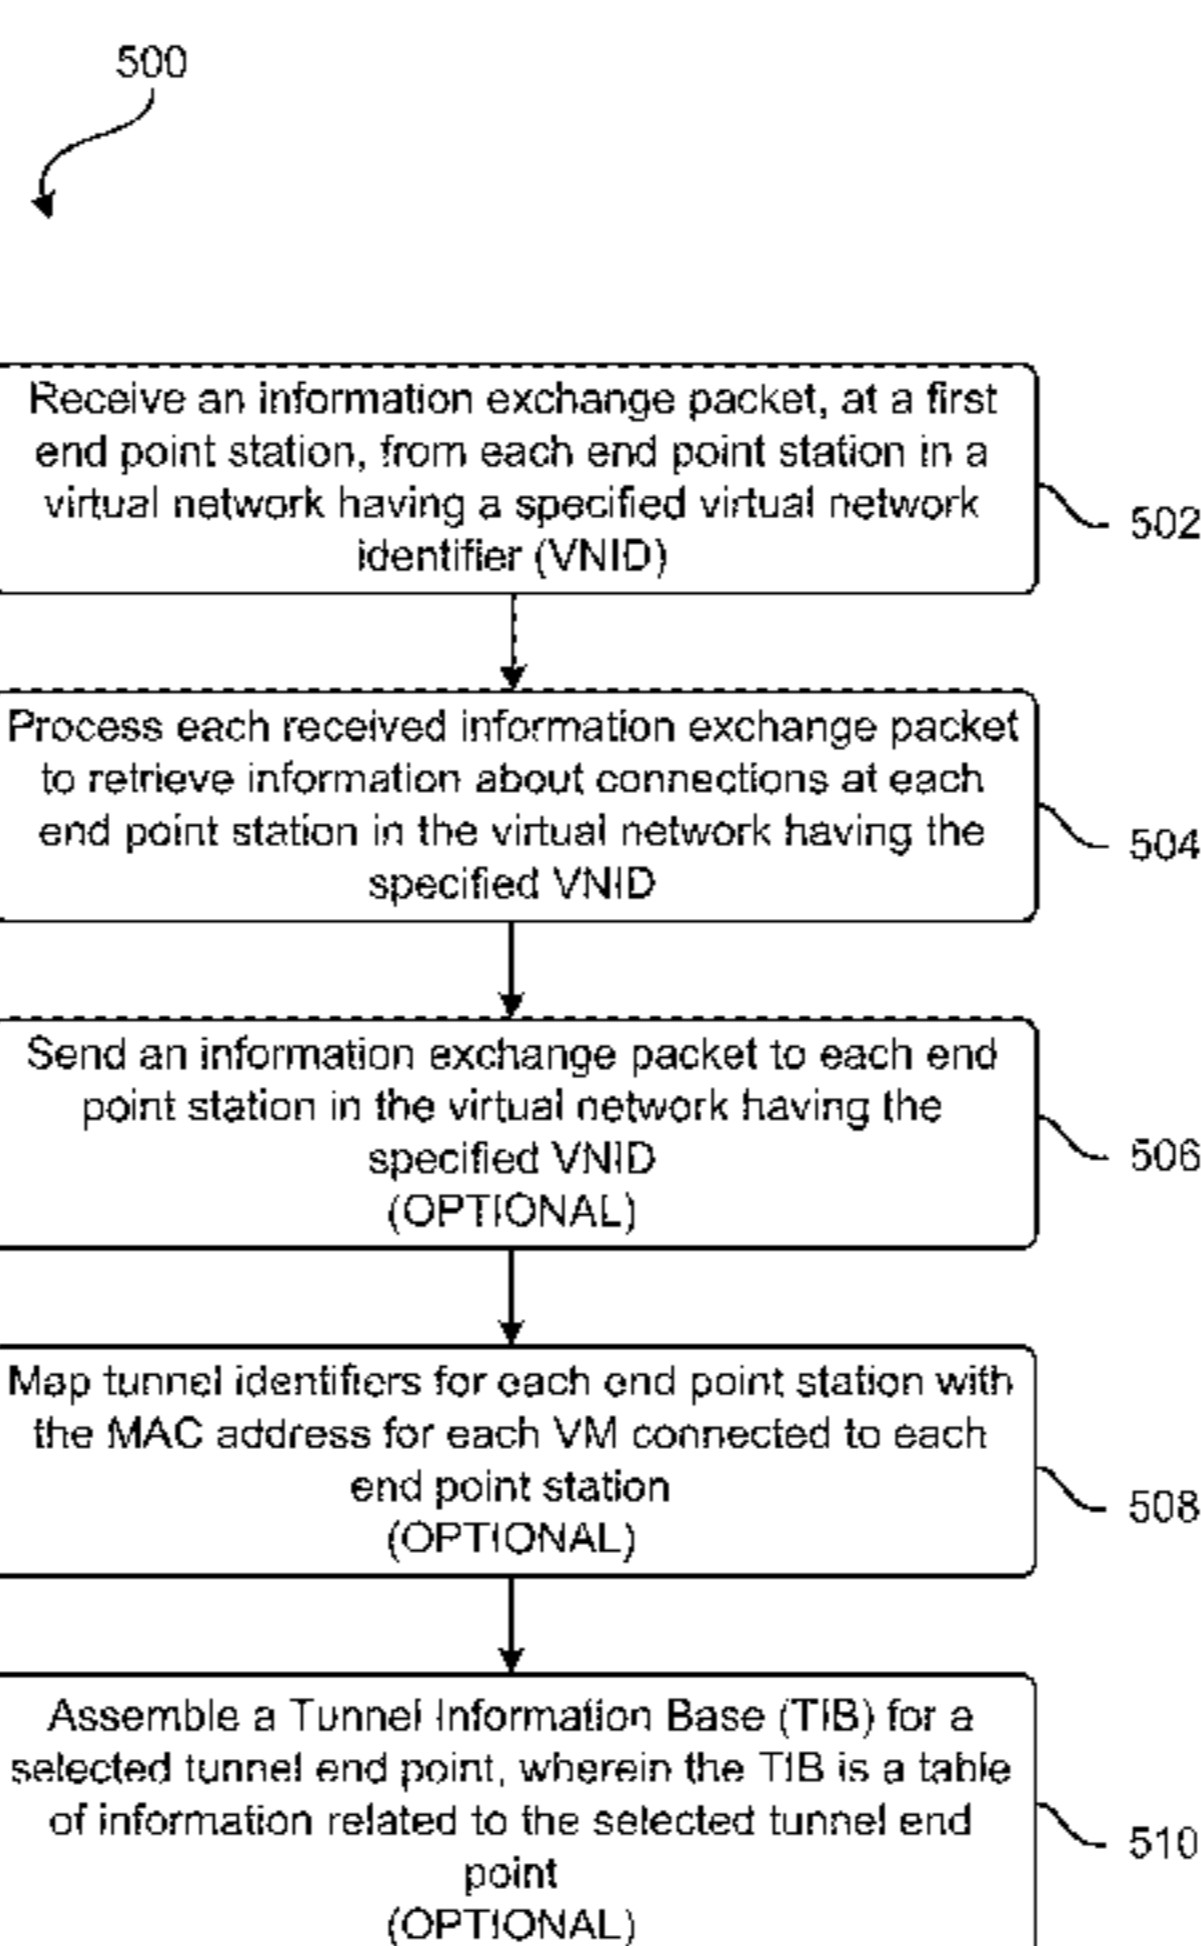 500
Receive an information exchange packet, at a first
end point station, from each end point station in a
virtual network having a specified virtual network
identifier (VNID)
502
Process each received information exchange packet
to retrieve information about connections at each
end point station in the virtual network having the
specified VNID
504
Send an information exchange packet to each end
point station in the virtual network having the
specified VNID
(OPTIONAL)
506
Map tunnel identifiers for each end point station with
the MAC address for each VM connected to each
end point station
(OPTIONAL)
508
Assemble a Tunnel Information Base (TIB) for a
selected tunnel end point, wherein the TIB is a table
of information related to the selected tunnel end
point
(OPTIONAL)
510